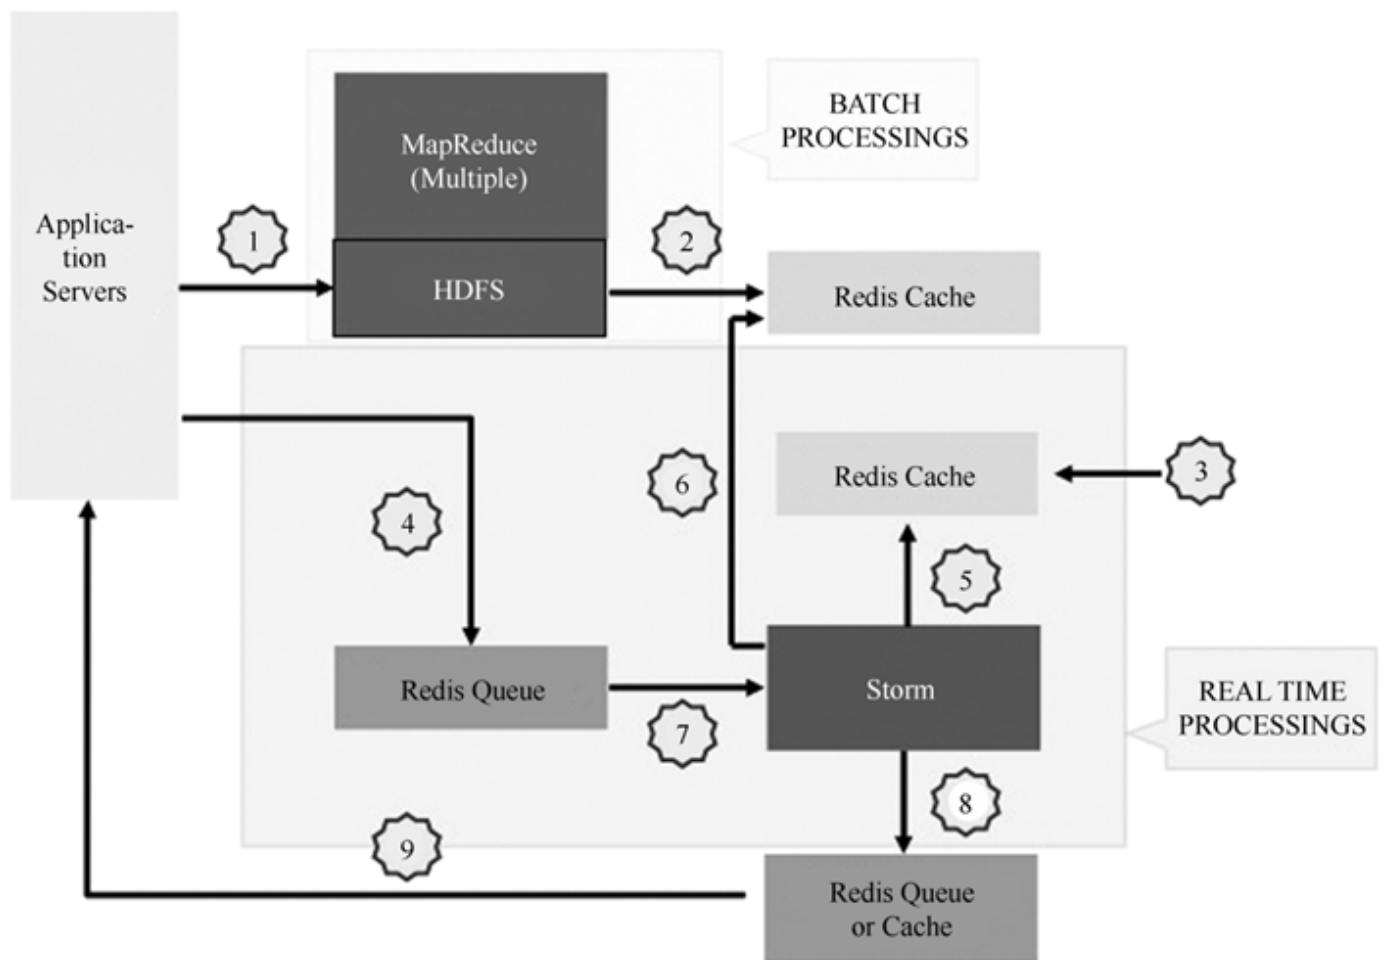 BATCH
PROCESSINGS
MapReduce
(Multiple)
Applica-
tion
Servers
1
2
HDFS
Redis Cache
6
Redis Cache
3
4
5
Redis Queue
Storm
REAL TIME
PROCESSINGS
7
8
9
Redis Queue
or Cache